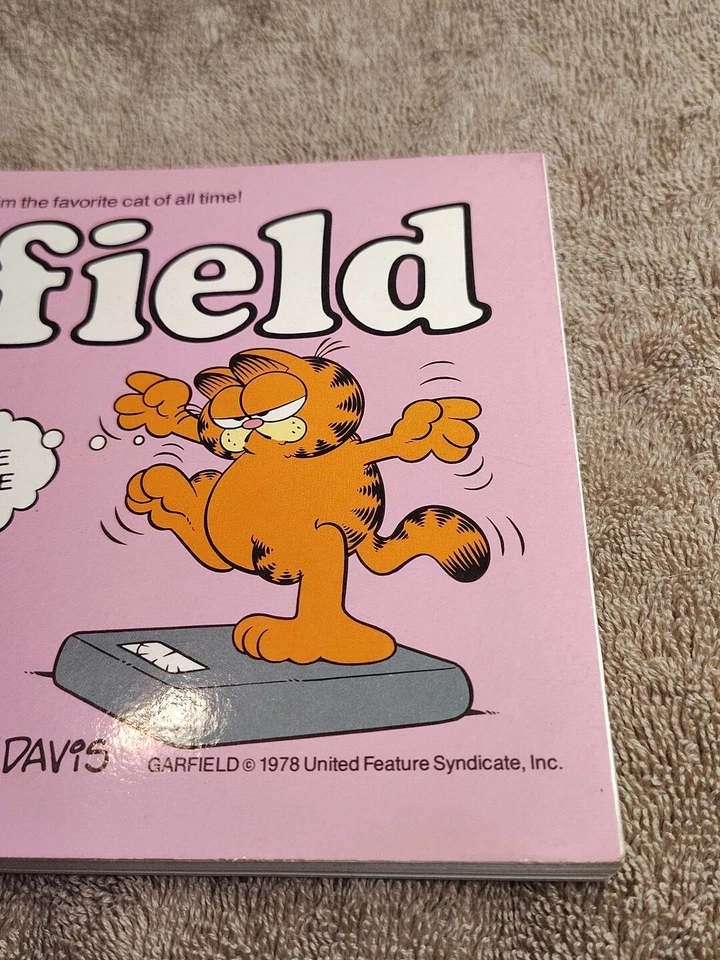 m the favorite cat of all time!
field
E
E
DAVIS
GARFIELD © 1978 United Feature Syndicate, Inc.